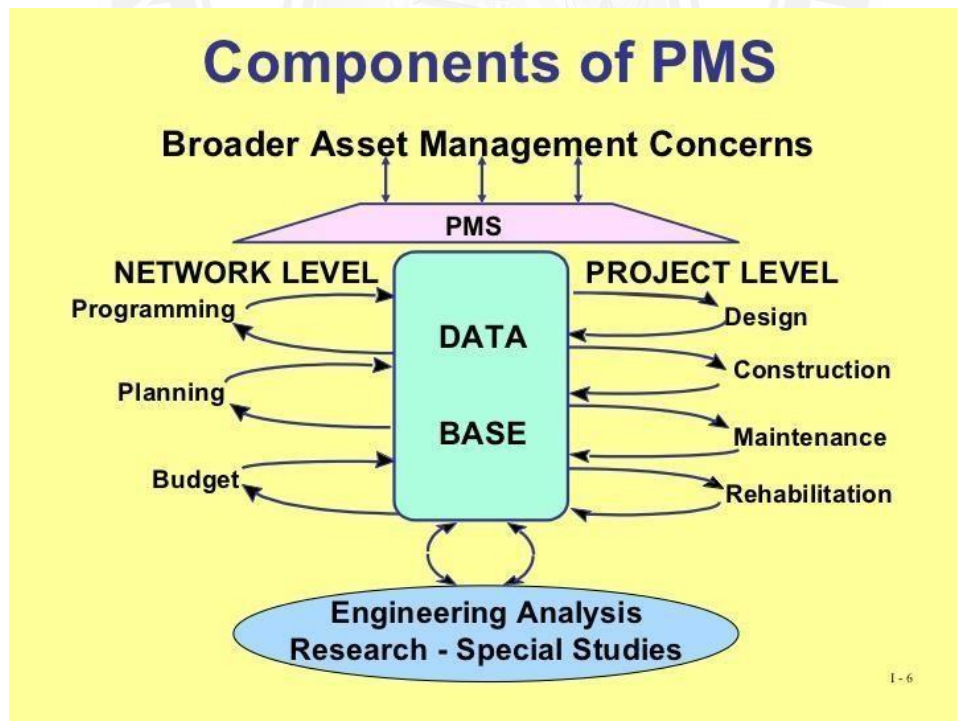 Components of PMS
Broader Asset Management Concerns
PMS
NETWORK LEVEL
PROJECT LEVEL
Programming
Planning
Budget
DATA
BASE
Design
Construction
Maintenance
Rehabilitation
Engineering Analysis
Research - Special Studies
I - 6